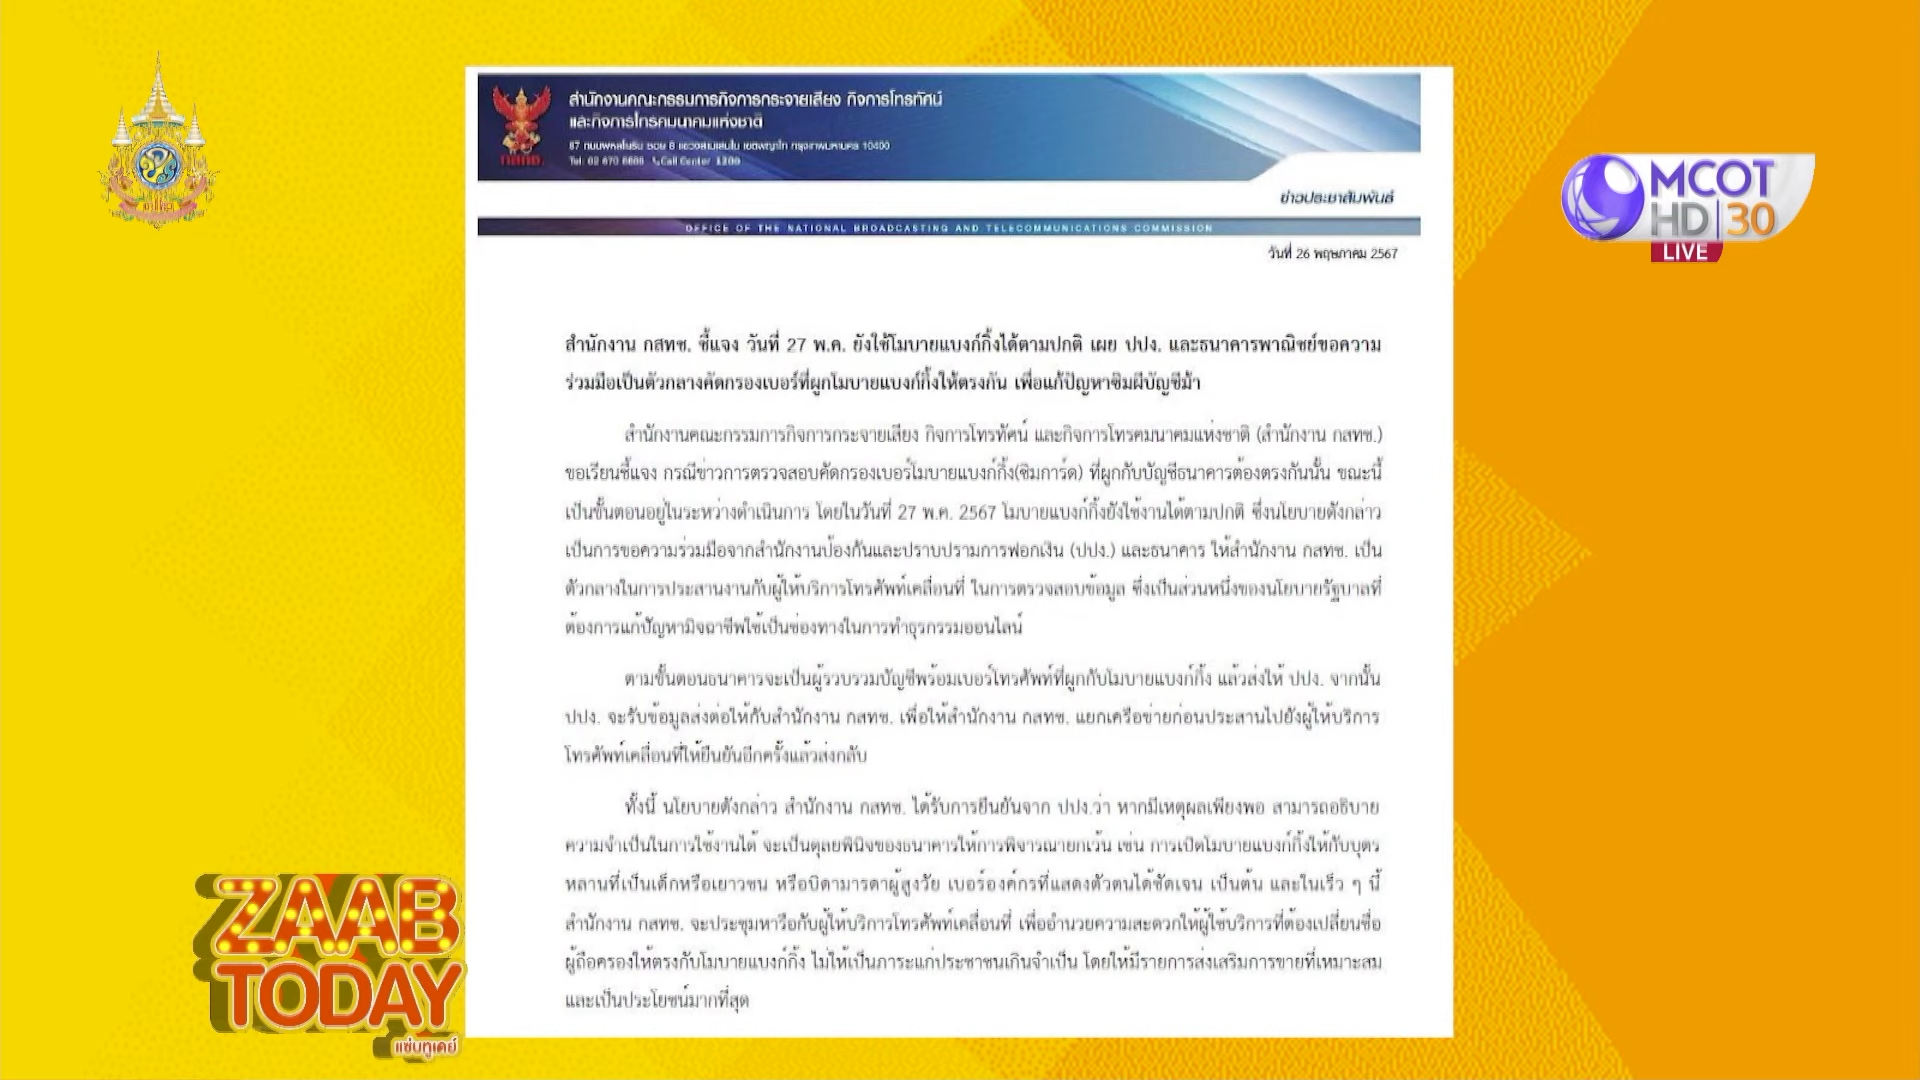 สำนักงานคณะกรรมการกิจการกระจายเสียง กิจการโทรทัศน์
และกิจการโทรคมนาคมแห่งชาติ
87 ถนนพหลโยธิน ซอย 8 แขวงสามเสนใน เขตพญาไท กรุงเทพมหานคร 10400
Tel: 02 670 8888 Call Center 1200
กสทช.
MCOT
HD 30
LIVE
ข่าวประชาสัมพันธ์
OFFICE OF THE NATIONAL BROADCASTING AND TELECOMMUNICATIONS COMMISSION
วันที่ 26 พฤษภาคม 2567
สำนักงาน กสทช. ชี้แจง วันที่ 27 พ.ค. ยังใช้โมบายแบงก์กิ้งได้ตามปกติ เผย ปปง. และธนาคารพาณิชย์ขอความ
ร่วมมือเป็นตัวกลางคัดกรองเบอร์ที่ผูกโมบายแบงก์กิ้งให้ตรงกัน เพื่อแก้ปัญหาซิมผีบัญชีม้า
สำนักงานคณะกรรมการกิจการกระจายเสียง กิจการโทรทัศน์ และกิจการโทรคมนาคมแห่งชาติ (สำนักงาน กสทช.)
ขอเรียนชี้แจง กรณีข่าวการตรวจสอบคัดกรองเบอร์โมบายแบงก์กิ้ง(ซิมการ์ด) ที่ผูกกับบัญชีธนาคารต้องตรงกันนั้น ขณะนี้
เป็นขั้นตอนอยู่ในระหว่างดำเนินการ โดยในวันที่ 27 พ.ค. 2567 โมบายแบงก์กิ้งยังใช้งานได้ตามปกติ ซึ่งนโยบายดังกล่าว
เป็นการขอความร่วมมือจากสำนักงานป้องกันและปราบปรามการฟอกเงิน (ปปง.) และธนาคาร ให้สำนักงาน กสทช. เป็น
ตัวกลางในการประสานงานกับผู้ให้บริการโทรศัพท์เคลื่อนที่ ในการตรวจสอบข้อมูล ซึ่งเป็นส่วนหนึ่งของนโยบายรัฐบาลที่
ต้องการแก้ปัญหามิจฉาชีพใช้เป็นช่องทางในการทำธุรกรรมออนไลน์
ตามขั้นตอนธนาคารจะเป็นผู้รวบรวมบัญชีพร้อมเบอร์โทรศัพท์ที่ผูกกับโมบายแบงก์กิ้ง แล้วส่งให้ ปปง. จากนั้น
ปปง. จะรับข้อมูลส่งต่อให้กับสำนักงาน กสทช. เพื่อให้สำนักงาน กสทช. แยกเครือข่ายก่อนประสานไปยังผู้ให้บริการ
โทรศัพท์เคลื่อนที่ให้ยืนยันอีกครั้งแล้วส่งกลับ
ทั้งนี้ นโยบายดังกล่าว สำนักงาน กสทช. ได้รับการยืนยันจาก ปปง.ว่า หากมีเหตุผลเพียงพอ สามารถอธิบาย
ความจำเป็นในการใช้งานได้ จะเป็นดุลยพินิจของธนาคารให้การพิจารณายกเว้น เช่น การเปิดโมบายแบงก์กิ้งให้กับบุตร
หลานที่เป็นเด็กหรือเยาวชน หรือบิดามารดาผู้สูงวัย เบอร์องค์กรที่แสดงตัวตนได้ชัดเจน เป็นต้น และในเร็ว ๆ นี้
สำนักงาน กสทช. จะประชุมหารือกับผู้ให้บริการโทรศัพท์เคลื่อนที่ เพื่ออำนวยความสะดวกให้ผู้ใช้บริการที่ต้องเปลี่ยนชื่อ
ผู้ถือครองให้ตรงกับโมบายแบงก์กิ้ง ไม่ให้เป็นภาระแก่ประชาชนเกินจำเป็น โดยให้มีรายการส่งเสริมการขายที่เหมาะสม
และเป็นประโยชน์มากที่สุด
ZAAB
TODAY
แซ่บทูเดย์